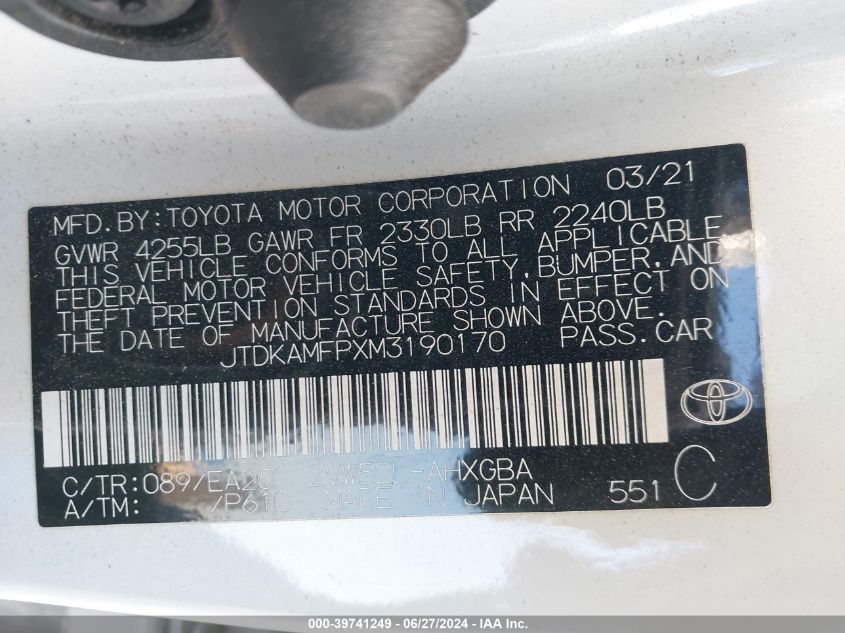 MFD.BY:TOYOTA MOTOR CORPORATION 03/21
GVWR 4255LB GAWR FR 2330LB RR 2240LB
THIS VEHICLE CONFORMS TO ALL APPLICABLE
FEDERAL MOTOR VEHICLE SAFETY,BUMPER,AND
THEFT PREVENTION STANDARDS IN EFFECT ON
THE DATE OF MANUFACTURE SHOWN ABOVE.
JTDKAMFPXM3190170 PASS.CAR
C/TR:089/EA20 ZVW50L-AHXGBA
A/TM: /P610 MADE IN JAPAN 551 C
000-39741249 - 06/27/2024 - IAA Inc.